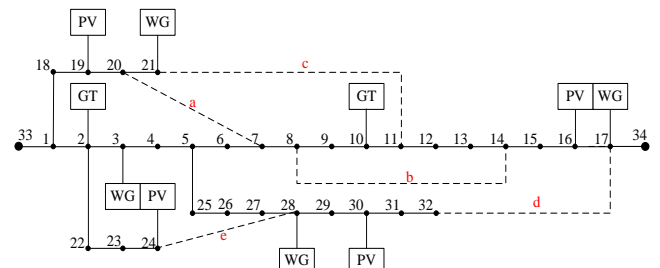 PV WG WG
18 19 20 21 c
GT a GT PV WG
33 1 2 3 4 5 6 7 8 9 10 11 12 13 14 15 16 17 34
WG PV b
25 26 27 28 29 30 31 32 d
22 23 24 e
WG PV